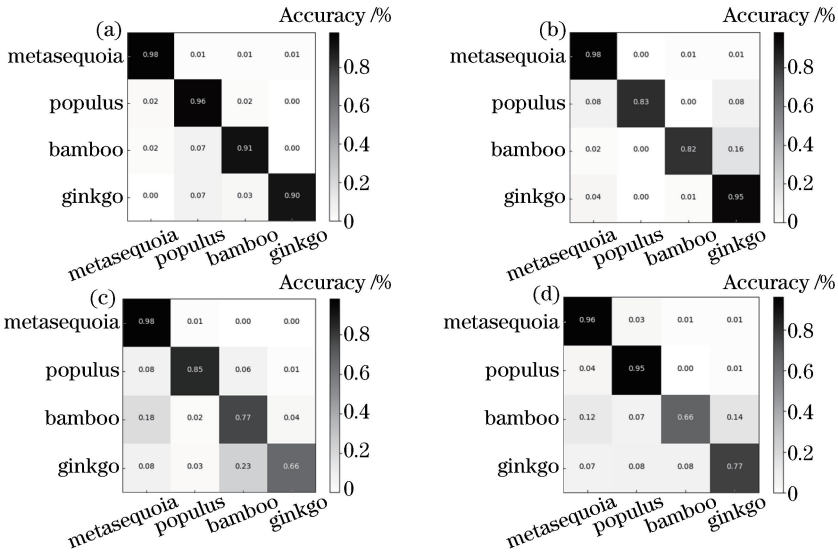 (a)
Accuracy /%
metasequoia 0.98 0.01 0.01 0.01
populus 0.02 0.96 0.02 0.00
bamboo 0.02 0.07 0.91 0.00
ginkgo 0.00 0.07 0.03 0.90
0.8
0.6
0.4
0.2
0
metasequoia populus bamboo ginkgo
(b)
Accuracy /%
metasequoia 0.98 0.00 0.01 0.01
populus 0.08 0.83 0.00 0.08
bamboo 0.02 0.00 0.82 0.16
ginkgo 0.04 0.00 0.01 0.95
0.8
0.6
0.4
0.2
0
metasequoia populus bamboo ginkgo
(c)
Accuracy /%
metasequoia 0.98 0.01 0.00 0.00
populus 0.08 0.85 0.06 0.01
bamboo 0.18 0.02 0.77 0.04
ginkgo 0.08 0.03 0.23 0.66
0.8
0.6
0.4
0.2
0
metasequoia populus bamboo ginkgo
(d)
Accuracy /%
metasequoia 0.96 0.03 0.01 0.01
populus 0.04 0.95 0.00 0.01
bamboo 0.12 0.07 0.66 0.14
ginkgo 0.07 0.08 0.08 0.77
0.8
0.6
0.4
0.2
0
metasequoia populus bamboo ginkgo